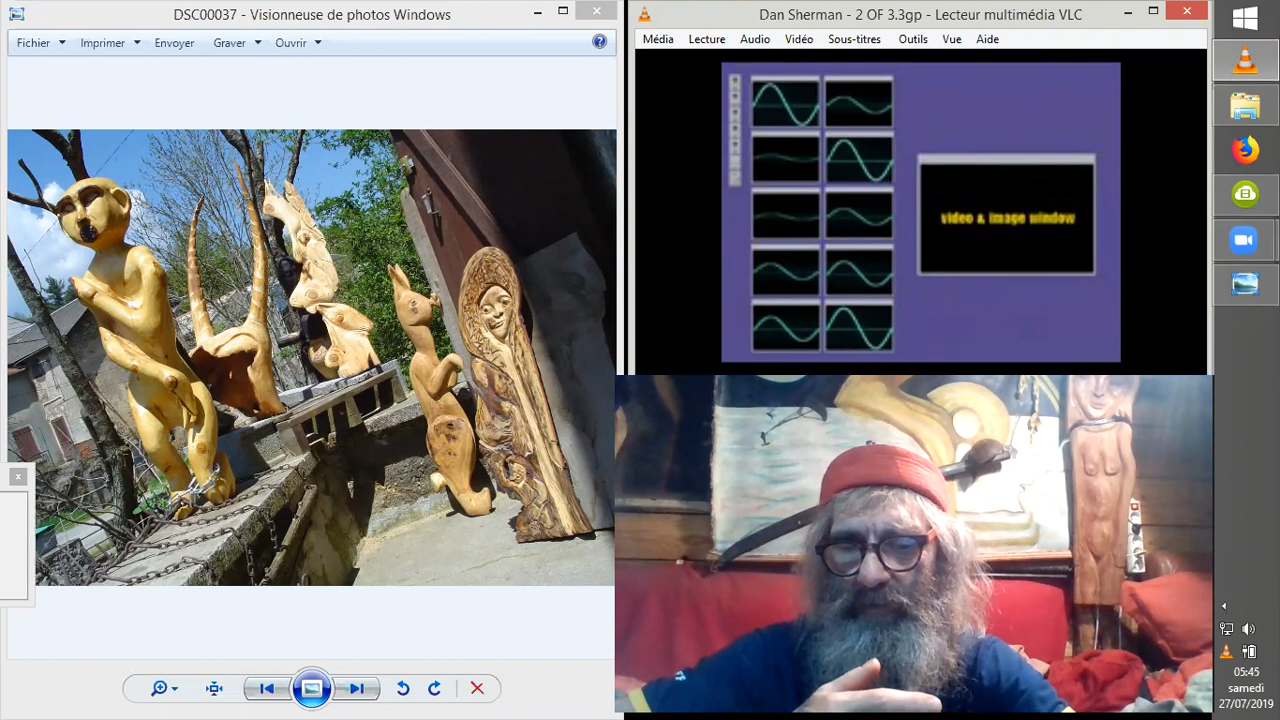 DSC00037 - Visionneuse de photos Windows
Fichier Imprimer Envoyer Graver Ouvrir
Dan Sherman - 2 OF 3.3gp - Lecteur multimédia VLC
Média Lecture Audio Vidéo Sous-titres Outils Vue Aide
video & image window
05:45
samedi
27/07/2019